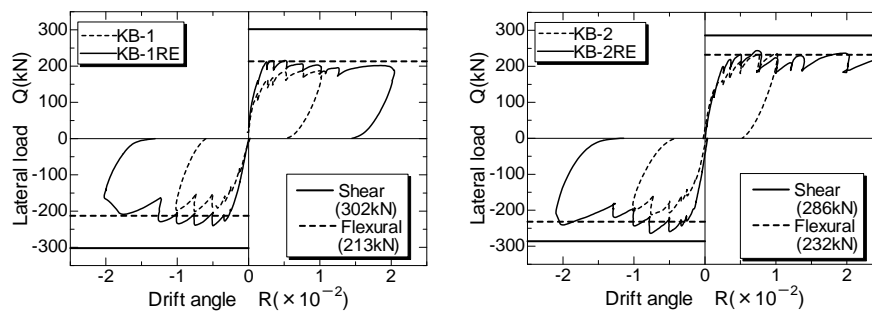 Lateral load Q(kN)
300
200
100
0
-100
-200
-300
KB-1
KB-1RE
Shear
(302kN)
Flexural
(213kN)
-2
-1
0
1
2
Drift angle R(×10⁻²)
Lateral load Q(kN)
300
200
100
0
-100
-200
-300
KB-2
KB-2RE
Shear
(286kN)
Flexural
(232kN)
-2
-1
0
1
2
Drift angle R(×10⁻²)